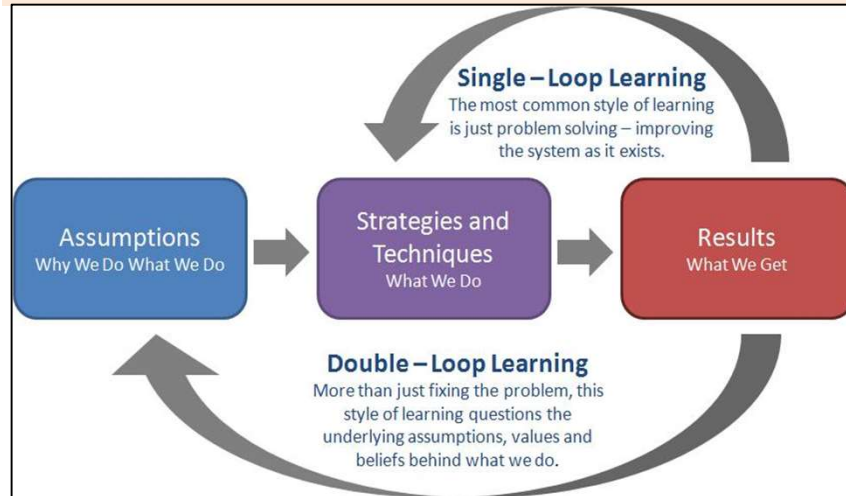 Single – Loop Learning
The most common style of learning
is just problem solving – improving
the system as it exists.
Assumptions
Why We Do What We Do
Strategies and
Techniques
What We Do
Results
What We Get
Double – Loop Learning
More than just fixing the problem, this
style of learning questions the
underlying assumptions, values and
beliefs behind what we do.